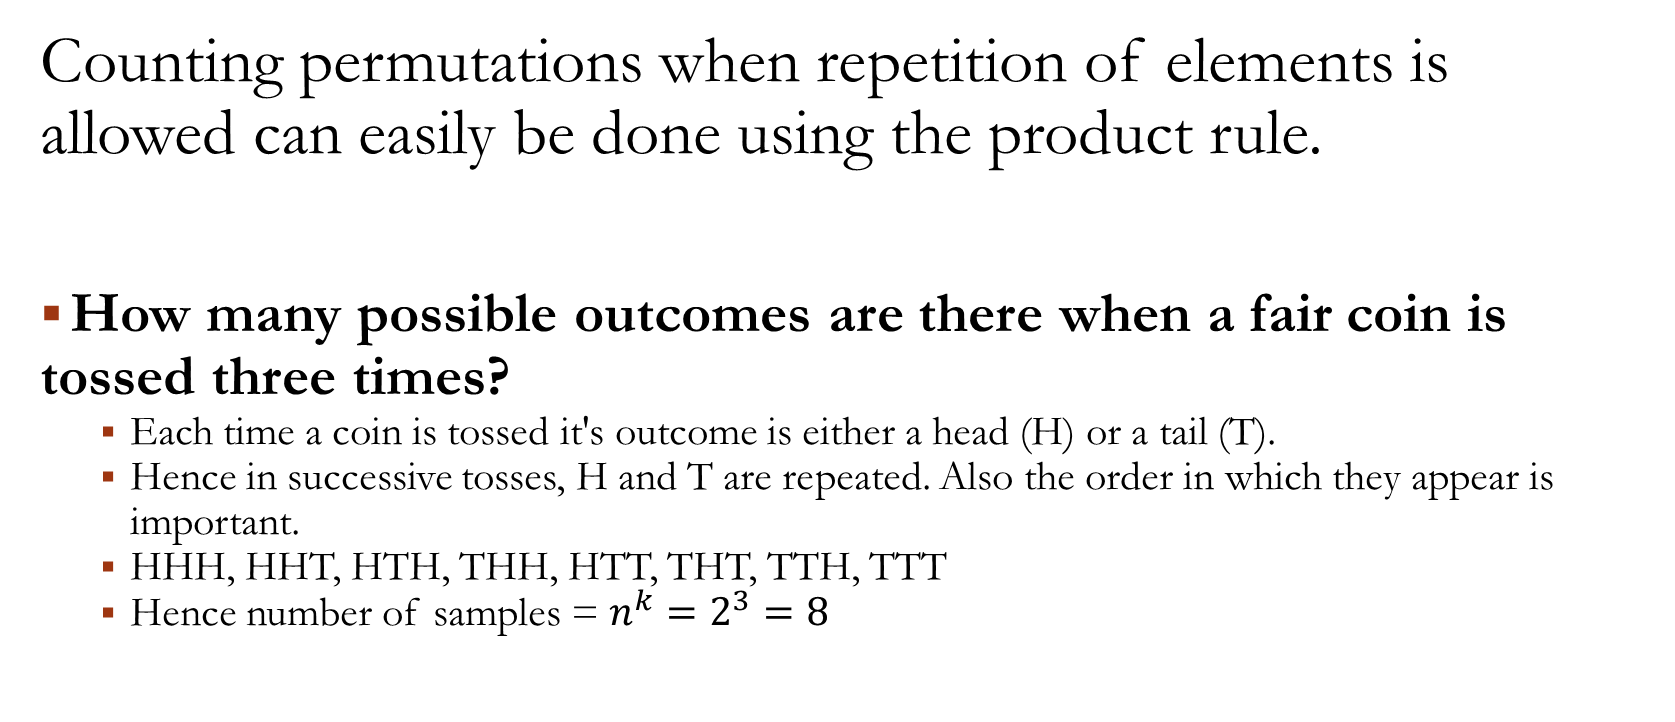 Counting permutations when repetition of elements is
allowed can easily be done using the product rule.
▪ How many possible outcomes are there when a fair coin is
tossed three times?
▪ Each time a coin is tossed it's outcome is either a head (H) or a tail (T).
▪ Hence in successive tosses, H and T are repeated. Also the order in which they appear is
important.
▪ HHH, HHT, HTH, THH, HTT, THT, TTH, TTT
▪ Hence number of samples = nᵏ = 2³ = 8